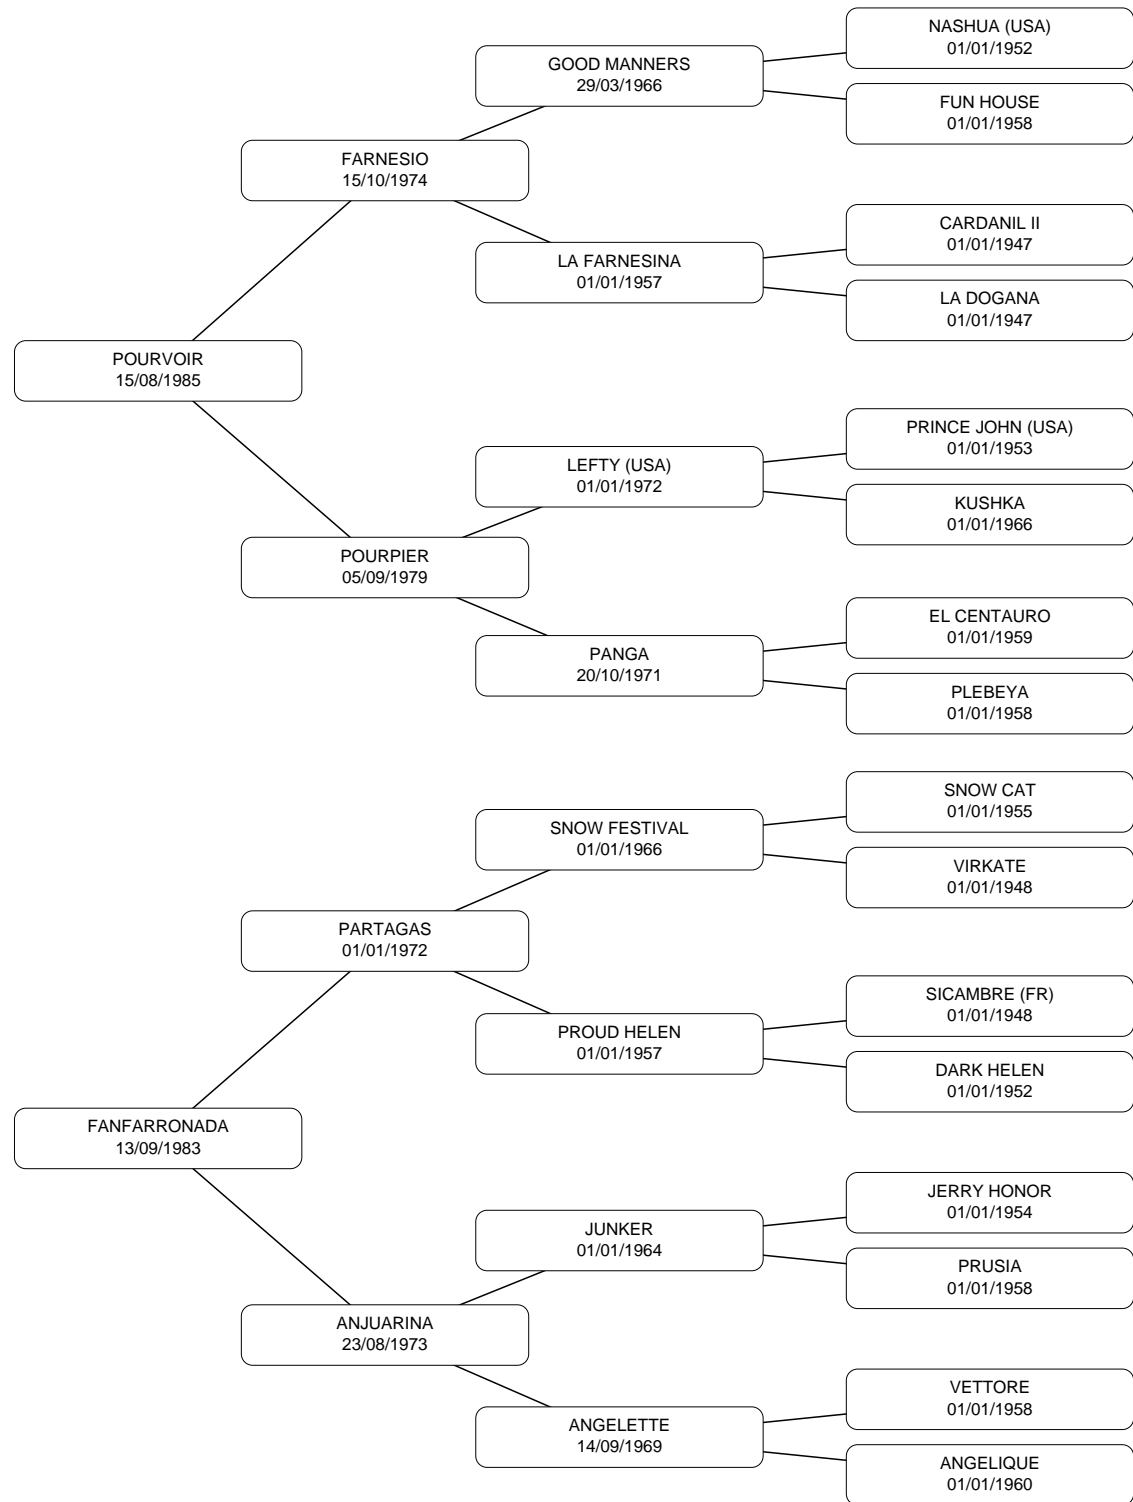 NASHUA (USA)
01/01/1952
GOOD MANNERS
29/03/1966
FUN HOUSE
01/01/1958
FARNESIO
15/10/1974
CARDANIL II
01/01/1947
LA FARNESINA
01/01/1957
LA DOGANA
01/01/1947
POURVOIR
15/08/1985
PRINCE JOHN (USA)
01/01/1953
LEFTY (USA)
01/01/1972
KUSHKA
01/01/1966
POURPIER
05/09/1979
EL CENTAURO
01/01/1959
PANGA
20/10/1971
PLEBEYA
01/01/1958
SNOW CAT
01/01/1955
SNOW FESTIVAL
01/01/1966
VIRKATE
01/01/1948
PARTAGAS
01/01/1972
SICAMBRE (FR)
01/01/1948
PROUD HELEN
01/01/1957
DARK HELEN
01/01/1952
FANFARRONADA
13/09/1983
JERRY HONOR
01/01/1954
JUNKER
01/01/1964
PRUSIA
01/01/1958
ANJUARINA
23/08/1973
VETTORE
01/01/1958
ANGELETTE
14/09/1969
ANGELIQUE
01/01/1960